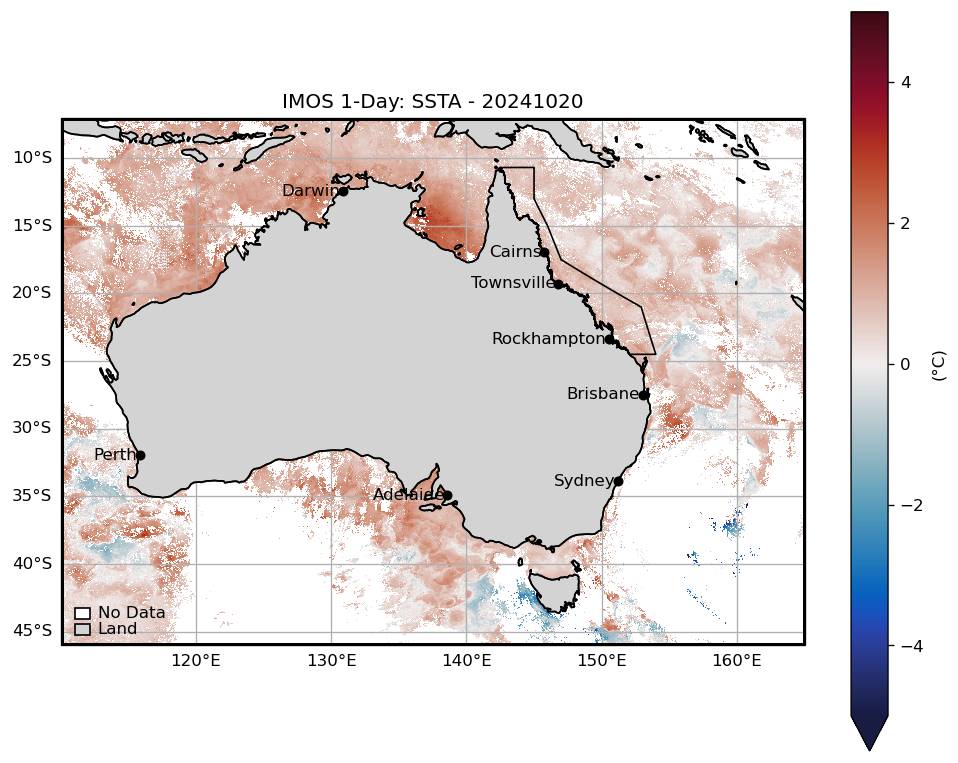 IMOS 1-Day: SSTA - 20241020
10°S
15°S
20°S
25°S
30°S
35°S
40°S
45°S
Darwin
Cairns
Townsville
Rockhampton
Brisbane
Perth
Sydney
Adelaide
No Data
Land
120°E
130°E
140°E
150°E
160°E
4
2
0
−2
−4
(°C)